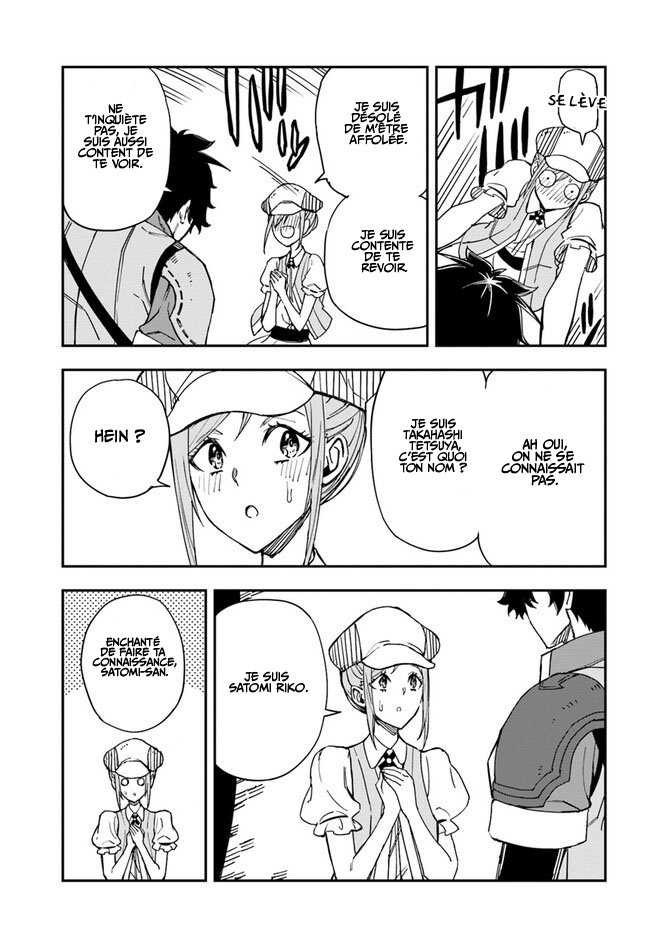 SE LÈVE
JE SUIS
DÉSOLÉ
DE M'ÊTRE
AFFOLÉE.
JE SUIS
CONTENTE
DE TE
REVOIR.
NE
T'INQUIÈTE
PAS, JE
SUIS AUSSI
CONTENT DE
TE VOIR.
AH OUI,
ON NE SE
CONNAISSAIT
PAS.
JE SUIS
TAKAHASHI
TETSUYA,
C'EST QUOI
TON NOM ?
HEIN ?
JE SUIS
SATOMI RIKO.
ENCHANTÉ
DE FAIRE TA
CONNAISSANCE,
SATOMI-SAN.